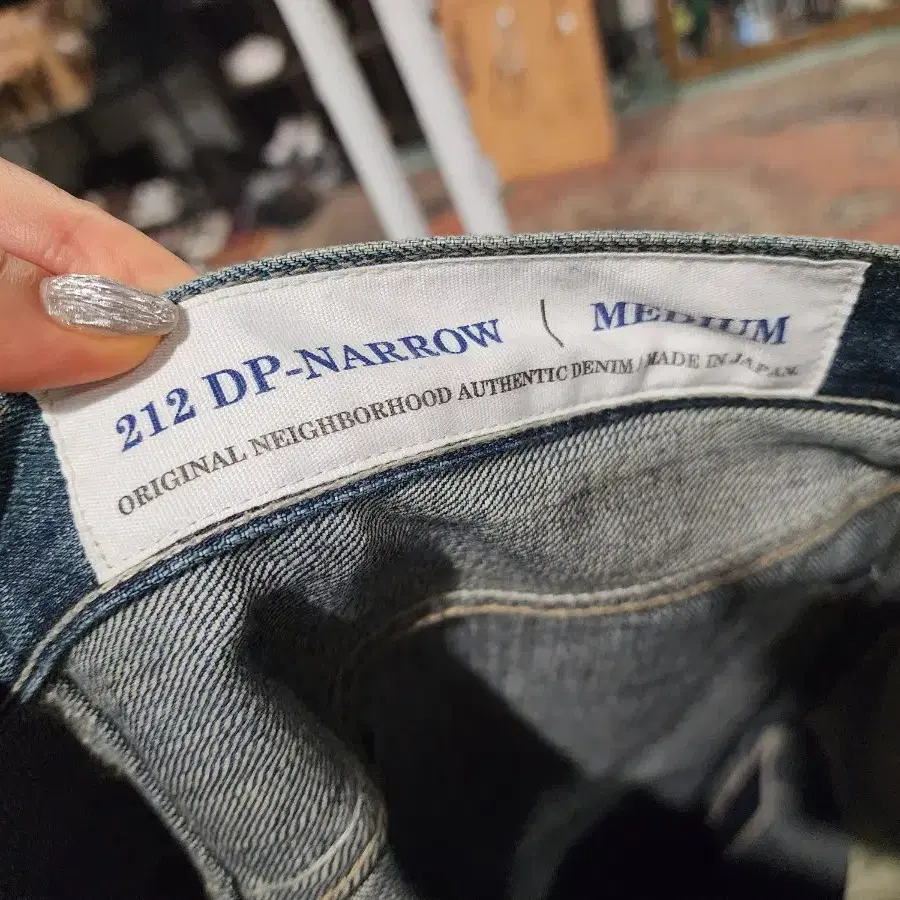 212 DP-NARROW / MEDIUM
ORIGINAL NEIGHBORHOOD AUTHENTIC DENIM / MADE IN JAPAN.